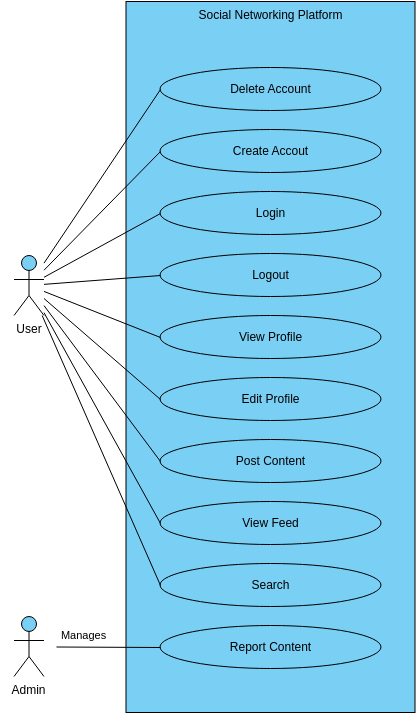 Social Networking Platform
Delete Account
Create Accout
Login
Logout
View Profile
User
Edit Profile
Post Content
View Feed
Search
Manages
Report Content
Admin